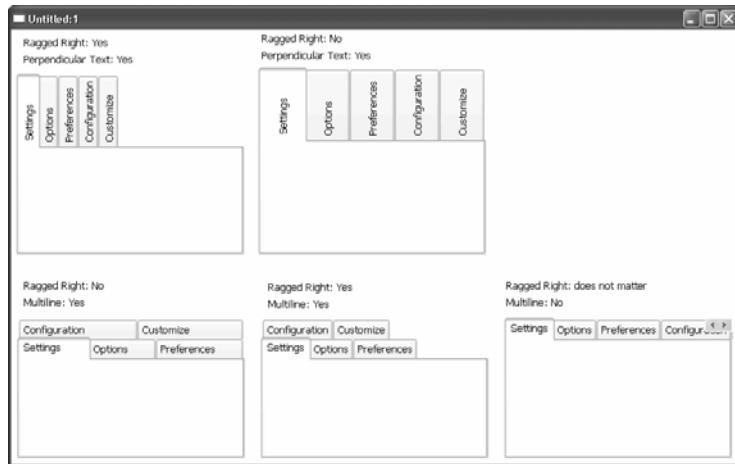 Untitled:1
Ragged Right: Yes
Perpendicular Text: Yes
Settings
Options
Preferences
Configuration
Customize
Ragged Right: No
Perpendicular Text: Yes
Settings
Options
Preferences
Configuration
Customize
Ragged Right: No
Multiline: Yes
Configuration Customize
Settings Options Preferences
Ragged Right: Yes
Multiline: Yes
Configuration Customize
Settings Options Preferences
Ragged Right: does not matter
Multiline: No
Settings Options Preferences Configuration